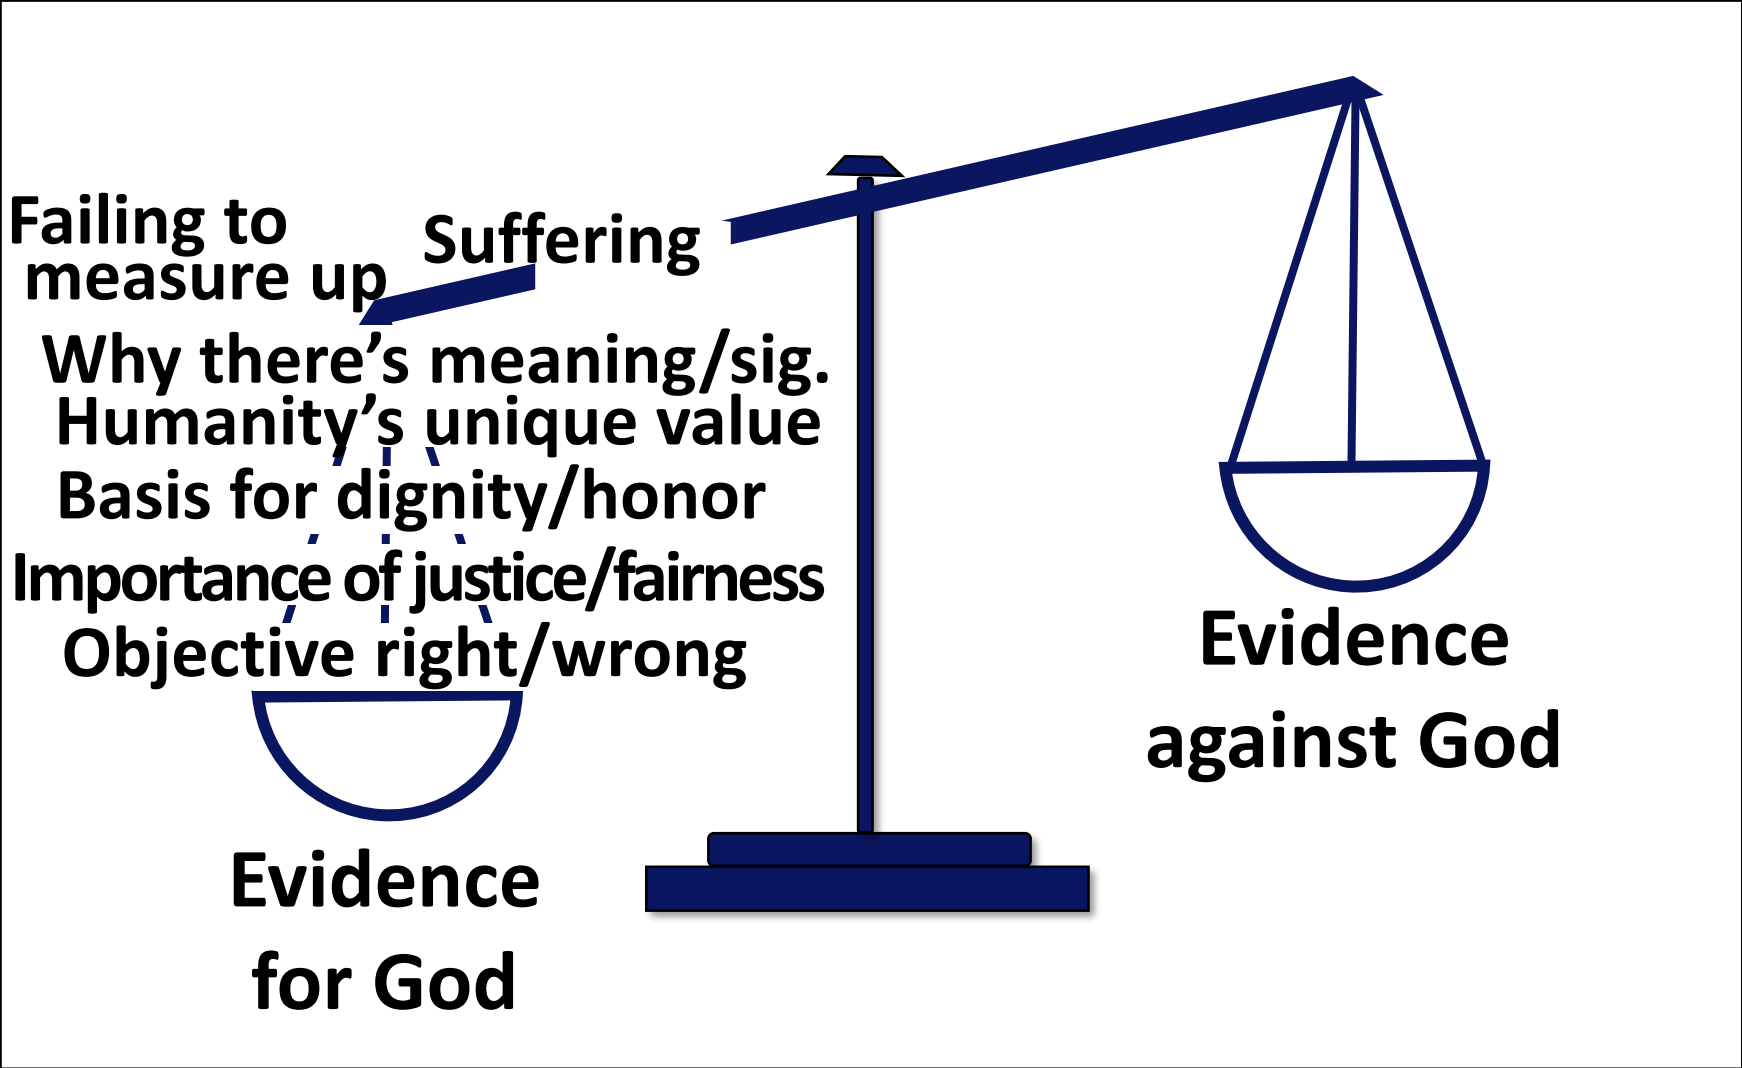 Failing to
measure up
Suffering
Why there’s meaning/sig.
Humanity’s unique value
Basis for dignity/honor
Importance of justice/fairness
Objective right/wrong
Evidence
for God
Evidence
against God